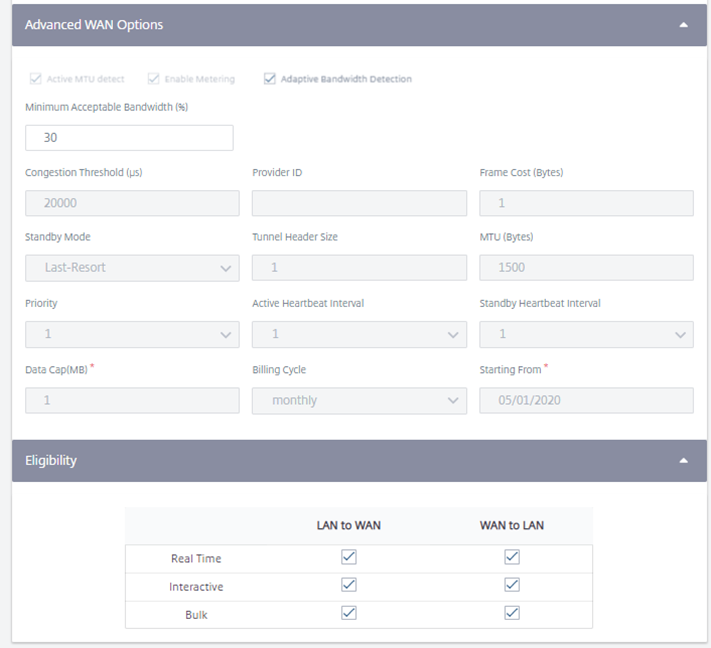 Advanced WAN Options
Active MTU detect Enable Metering Adaptive Bandwidth Detection
Minimum Acceptable Bandwidth (%)
30
Congestion Threshold (µs) Provider ID Frame Cost (Bytes)
20000 1
Standby Mode Tunnel Header Size MTU (Bytes)
Last-Resort 1 1500
Priority Active Heartbeat Interval Standby Heartbeat Interval
1 1 1
Data Cap(MB) * Billing Cycle Starting From *
1 monthly 05/01/2020
Eligibility
LAN to WAN WAN to LAN
Real Time
Interactive
Bulk